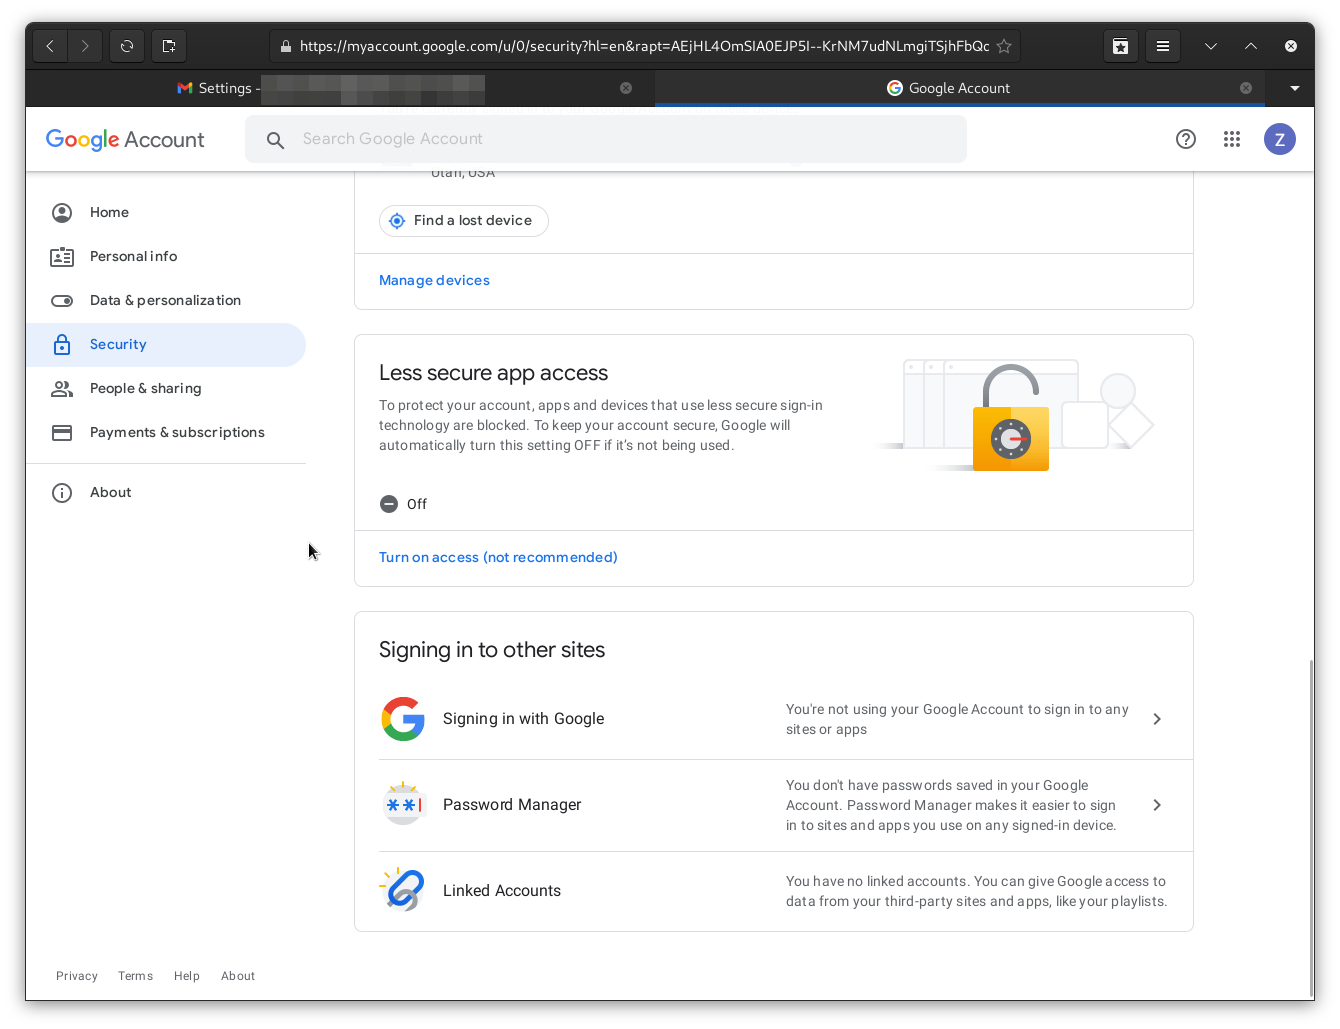 https://myaccount.google.com/u/0/security?hl=en&rapt=AEjHL4OmSIA0EJP5I--KrNM7udNLmgiTSjhFbQc
Settings -
Google Account
Google Account
Search Google Account
Z
Utah, USA
Find a lost device
Manage devices
Home
Personal info
Data & personalization
Security
People & sharing
Payments & subscriptions
About
Less secure app access
To protect your account, apps and devices that use less secure sign-in
technology are blocked. To keep your account secure, Google will
automatically turn this setting OFF if it's not being used.
Off
Turn on access (not recommended)
Signing in to other sites
Signing in with Google
You're not using your Google Account to sign in to any
sites or apps
Password Manager
You don't have passwords saved in your Google
Account. Password Manager makes it easier to sign
in to sites and apps you use on any signed-in device.
Linked Accounts
You have no linked accounts. You can give Google access to
data from your third-party sites and apps, like your playlists.
Privacy Terms Help About